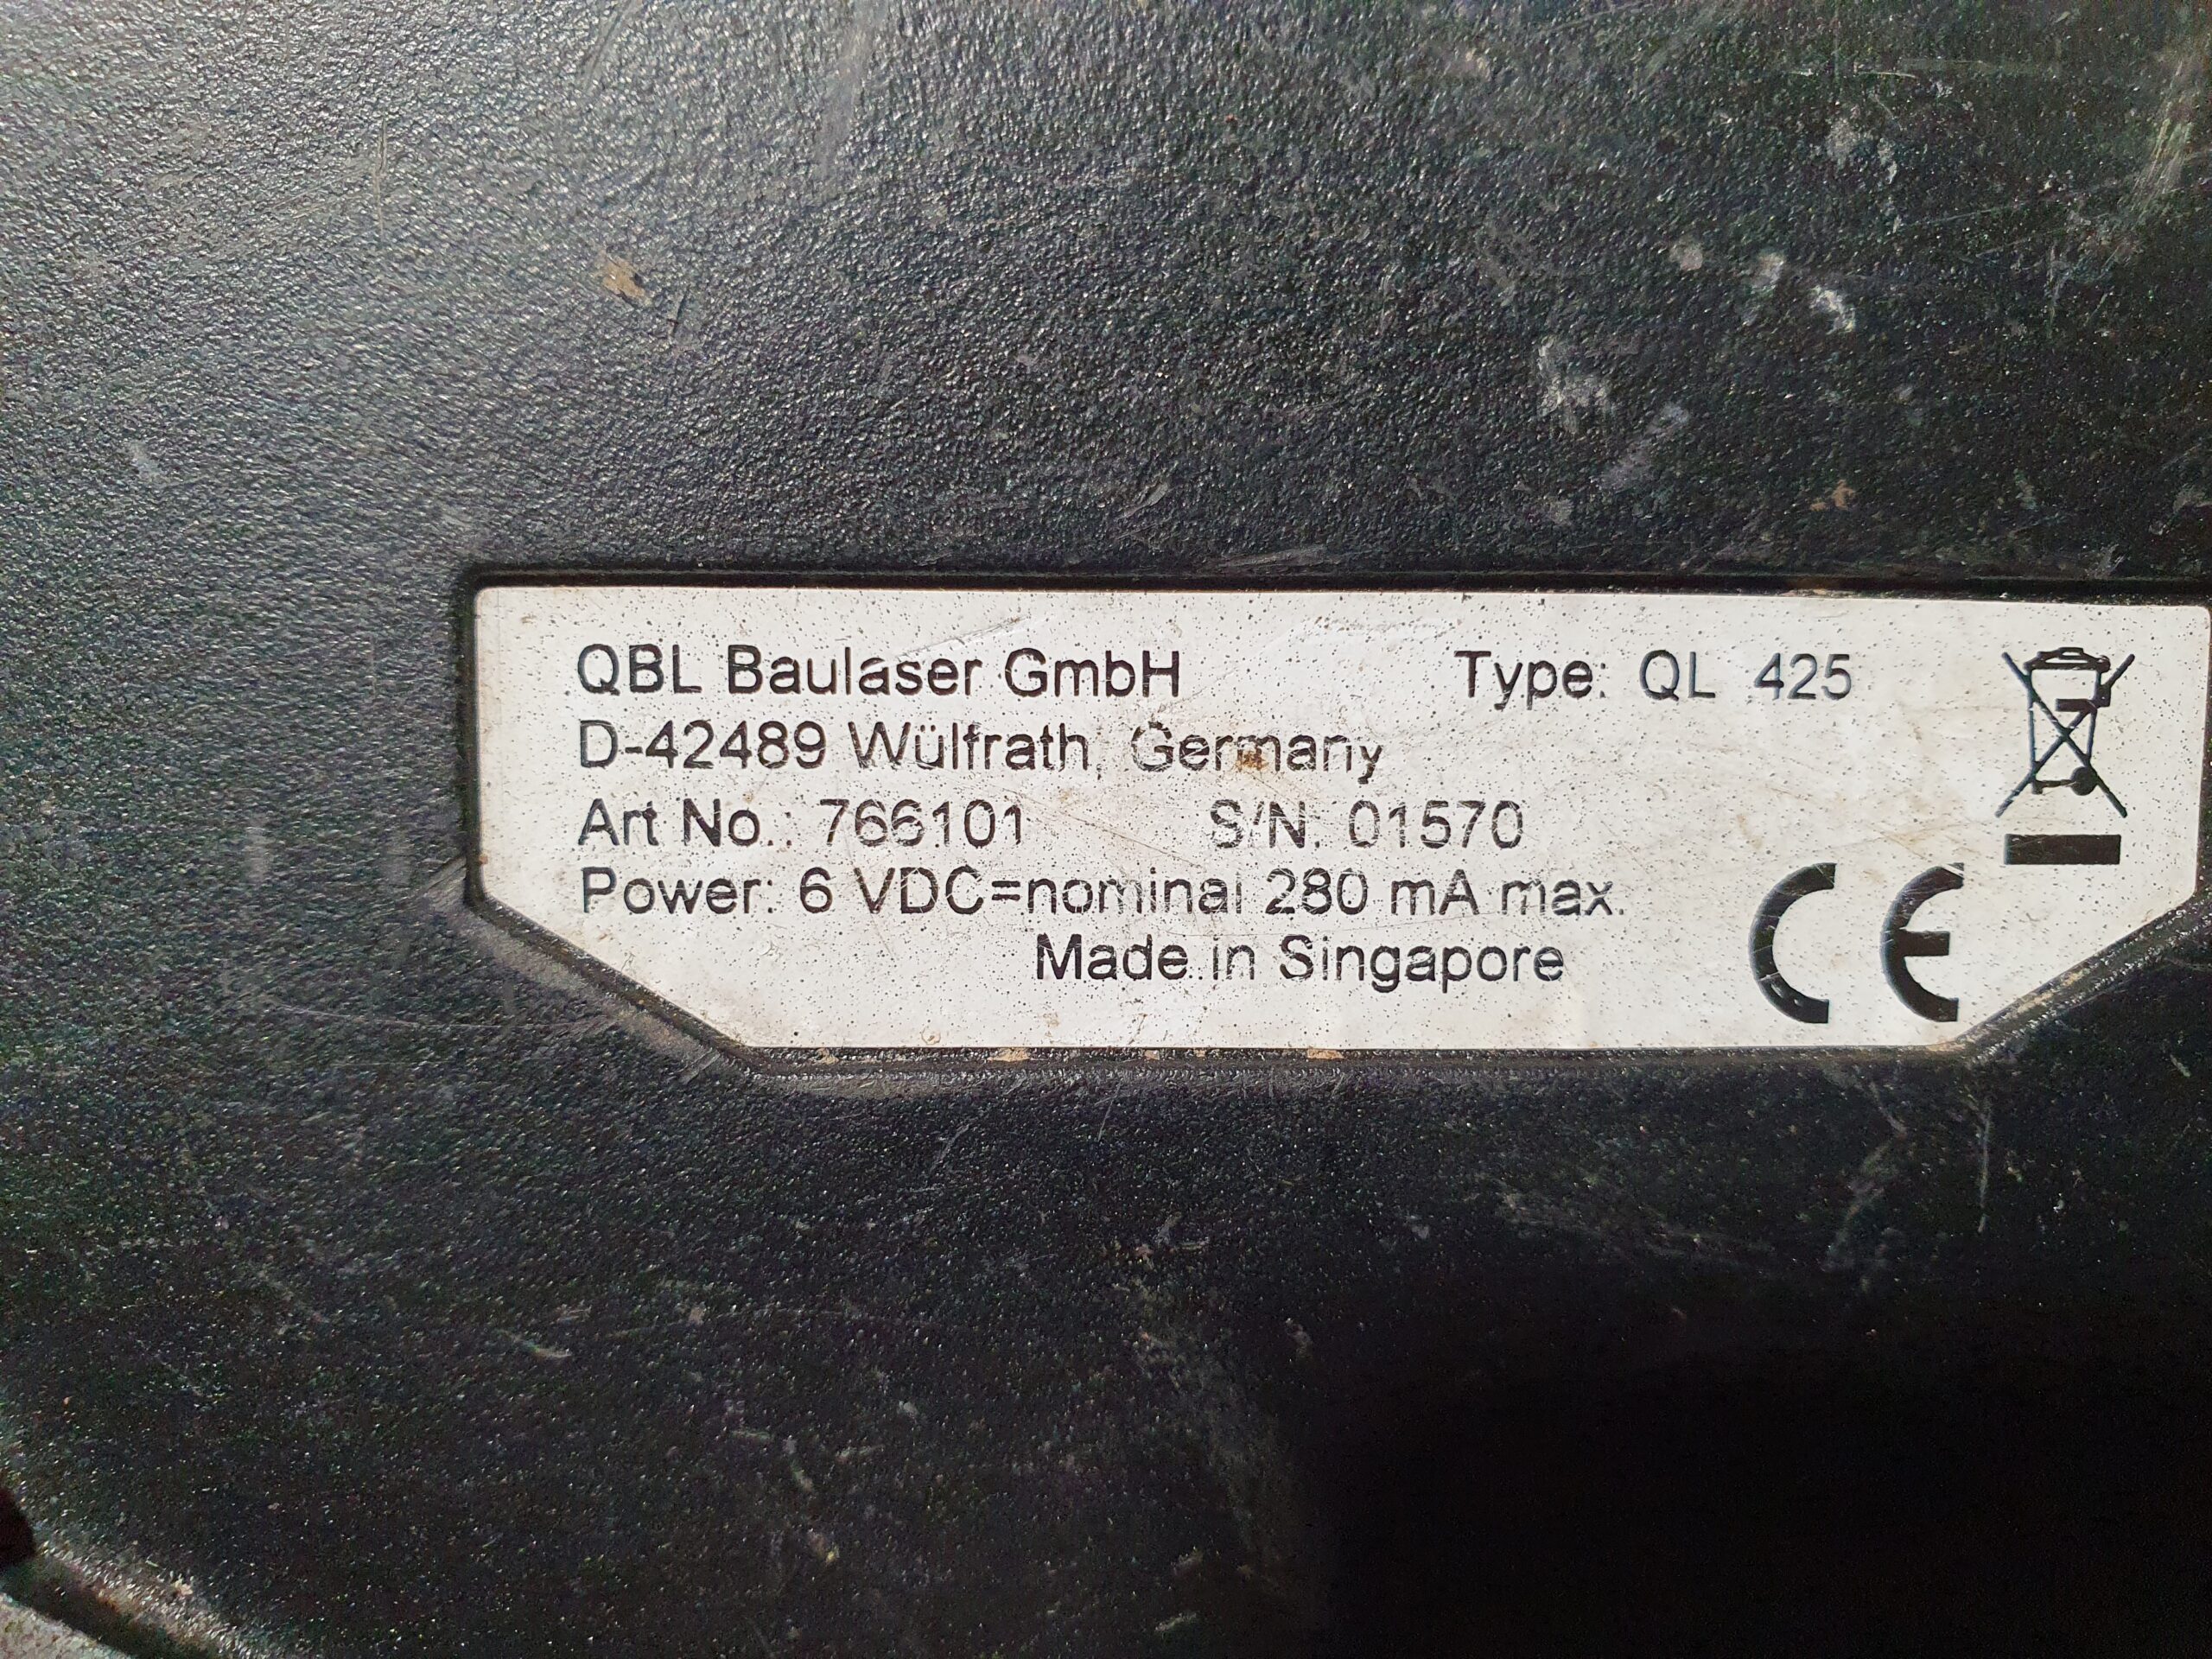 QBL Baulaser GmbH Type: QL 425
D-42489 Wülfrath, Germany
Art No.: 766101 S/N: 01570
Power: 6 VDC=nominal 280 mA max.
Made in Singapore
CE